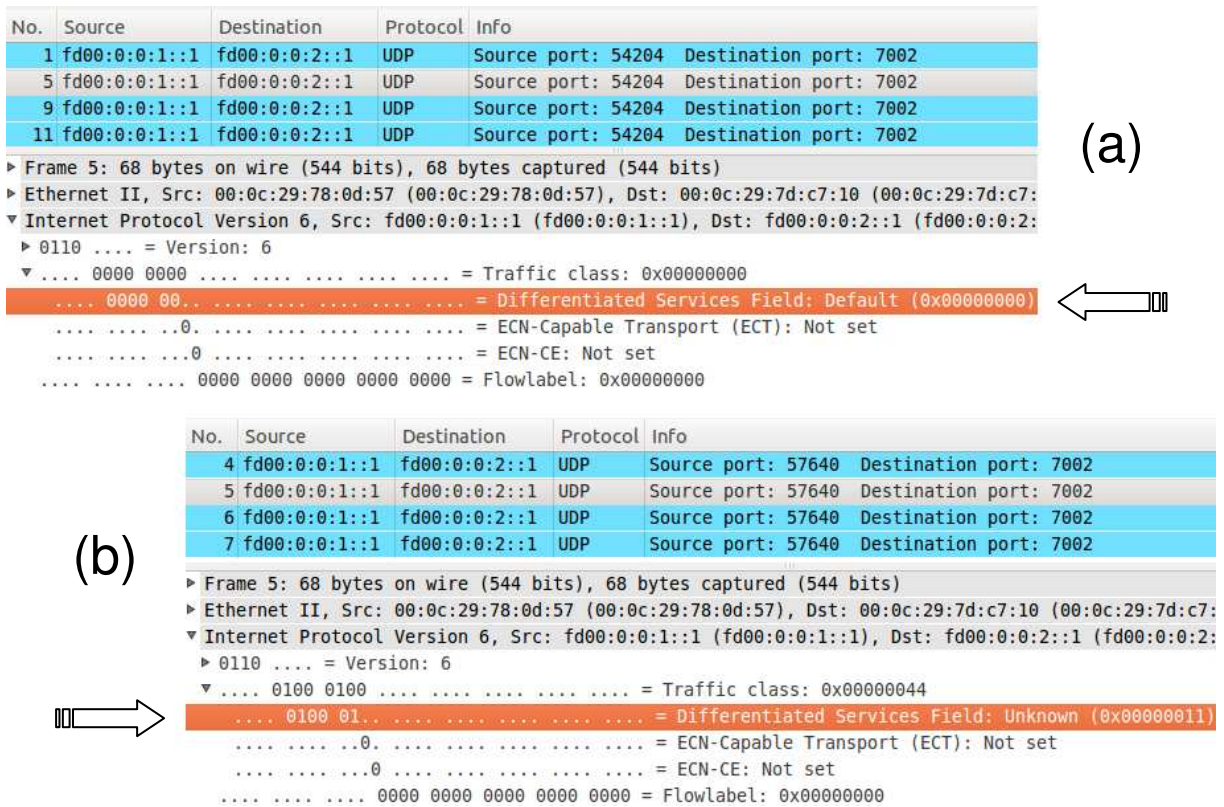 No. Source Destination Protocol Info
1 fd00:0:0:1::1 fd00:0:0:2::1 UDP Source port: 54204 Destination port: 7002
5 fd00:0:0:1::1 fd00:0:0:2::1 UDP Source port: 54204 Destination port: 7002
9 fd00:0:0:1::1 fd00:0:0:2::1 UDP Source port: 54204 Destination port: 7002
11 fd00:0:0:1::1 fd00:0:0:2::1 UDP Source port: 54204 Destination port: 7002
(a)
Frame 5: 68 bytes on wire (544 bits), 68 bytes captured (544 bits)
Ethernet II, Src: 00:0c:29:78:0d:57 (00:0c:29:78:0d:57), Dst: 00:0c:29:7d:c7:10 (00:0c:29:7d:c7:
Internet Protocol Version 6, Src: fd00:0:0:1::1 (fd00:0:0:1::1), Dst: fd00:0:0:2::1 (fd00:0:0:2:
0110 .... = Version: 6
.... 0000 0000 .... .... .... .... .... = Traffic class: 0x00000000
.... 0000 00.. .... .... .... .... .... = Differentiated Services Field: Default (0x00000000)
.... .... ..0. .... .... .... .... .... = ECN-Capable Transport (ECT): Not set
.... .... ...0 .... .... .... .... .... = ECN-CE: Not set
.... .... .... 0000 0000 0000 0000 0000 = Flowlabel: 0x00000000
No. Source Destination Protocol Info
4 fd00:0:0:1::1 fd00:0:0:2::1 UDP Source port: 57640 Destination port: 7002
5 fd00:0:0:1::1 fd00:0:0:2::1 UDP Source port: 57640 Destination port: 7002
6 fd00:0:0:1::1 fd00:0:0:2::1 UDP Source port: 57640 Destination port: 7002
7 fd00:0:0:1::1 fd00:0:0:2::1 UDP Source port: 57640 Destination port: 7002
(b)
Frame 5: 68 bytes on wire (544 bits), 68 bytes captured (544 bits)
Ethernet II, Src: 00:0c:29:78:0d:57 (00:0c:29:78:0d:57), Dst: 00:0c:29:7d:c7:10 (00:0c:29:7d:c7:
Internet Protocol Version 6, Src: fd00:0:0:1::1 (fd00:0:0:1::1), Dst: fd00:0:0:2::1 (fd00:0:0:2:
0110 .... = Version: 6
.... 0100 0100 .... .... .... .... .... = Traffic class: 0x00000044
.... 0100 01.. .... .... .... .... .... = Differentiated Services Field: Unknown (0x00000011)
.... .... ..0. .... .... .... .... .... = ECN-Capable Transport (ECT): Not set
.... .... ...0 .... .... .... .... .... = ECN-CE: Not set
.... .... .... 0000 0000 0000 0000 0000 = Flowlabel: 0x00000000